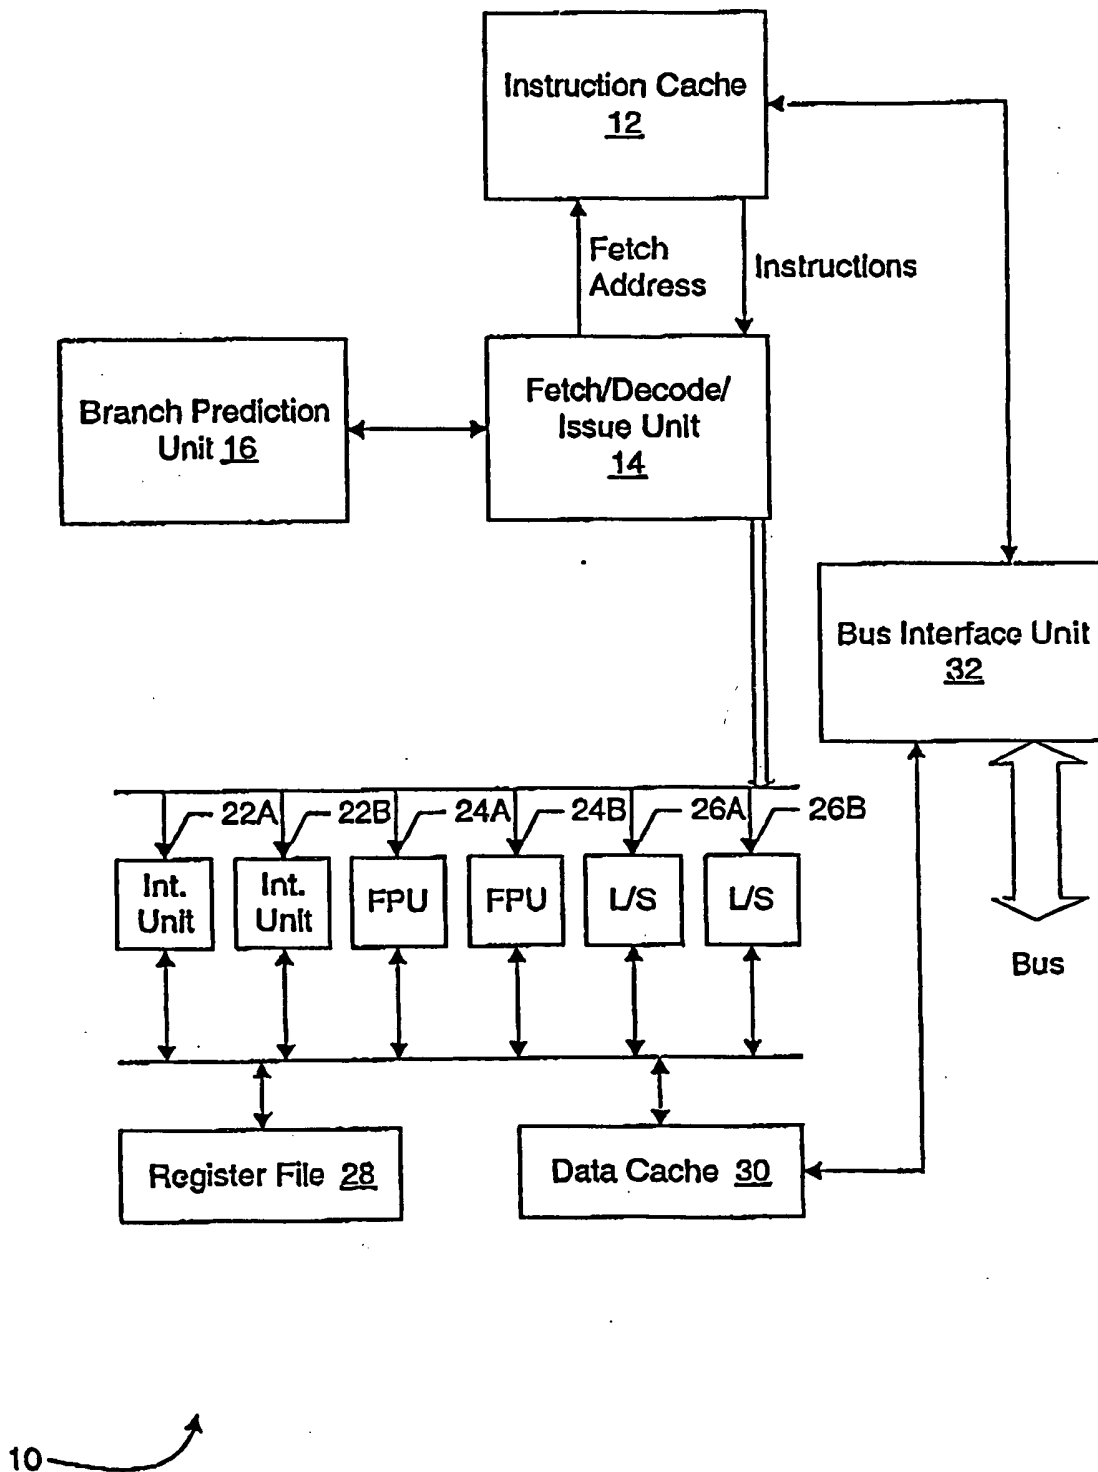 Instruction Cache
12
Fetch
Address
Instructions
Branch Prediction
Unit 16
Fetch/Decode/
Issue Unit
14
Bus Interface Unit
32
22A
22B
24A
24B
26A
26B
Int.
Unit
Int.
Unit
FPU
FPU
L/S
L/S
Bus
Register File 28
Data Cache 30
10